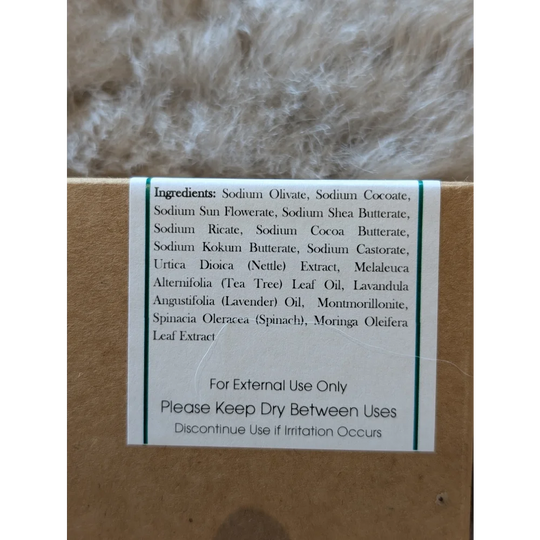 Ingredients: Sodium Olivate, Sodium Cocoate,
Sodium Sun Flowerate, Sodium Shea Butterate,
Sodium Ricate, Sodium Cocoa Butterate,
Sodium Kokum Butterate, Sodium Castorate,
Urtica Dioica (Nettle) Extract, Melaleuca
Alternifolia (Tea Tree) Leaf Oil, Lavandula
Angustifolia (Lavender) Oil, Montmorillonite,
Spinacia Oleracea (Spinach), Moringa Oleifera
Leaf Extract
For External Use Only
Please Keep Dry Between Uses
Discontinue Use if Irritation Occurs